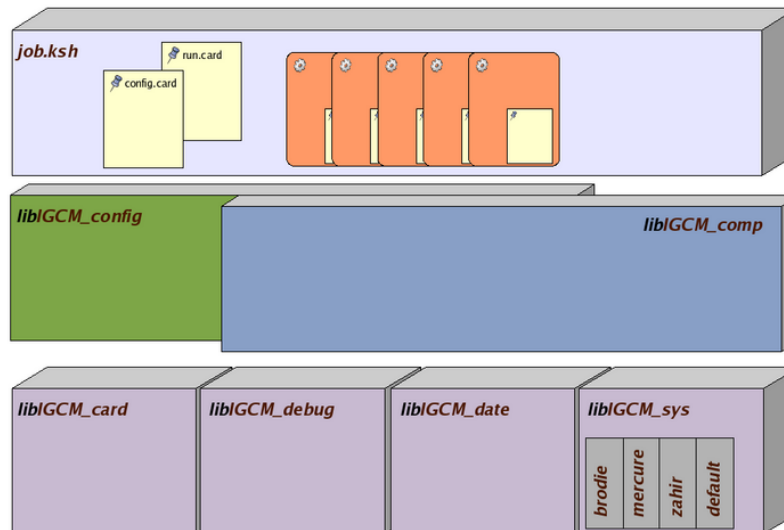 job.ksh
run.card
config.card
libIGCM_config
libIGCM_comp
libIGCM_card
libIGCM_debug
libIGCM_date
libIGCM_sys
brodie
mercure
zahir
default